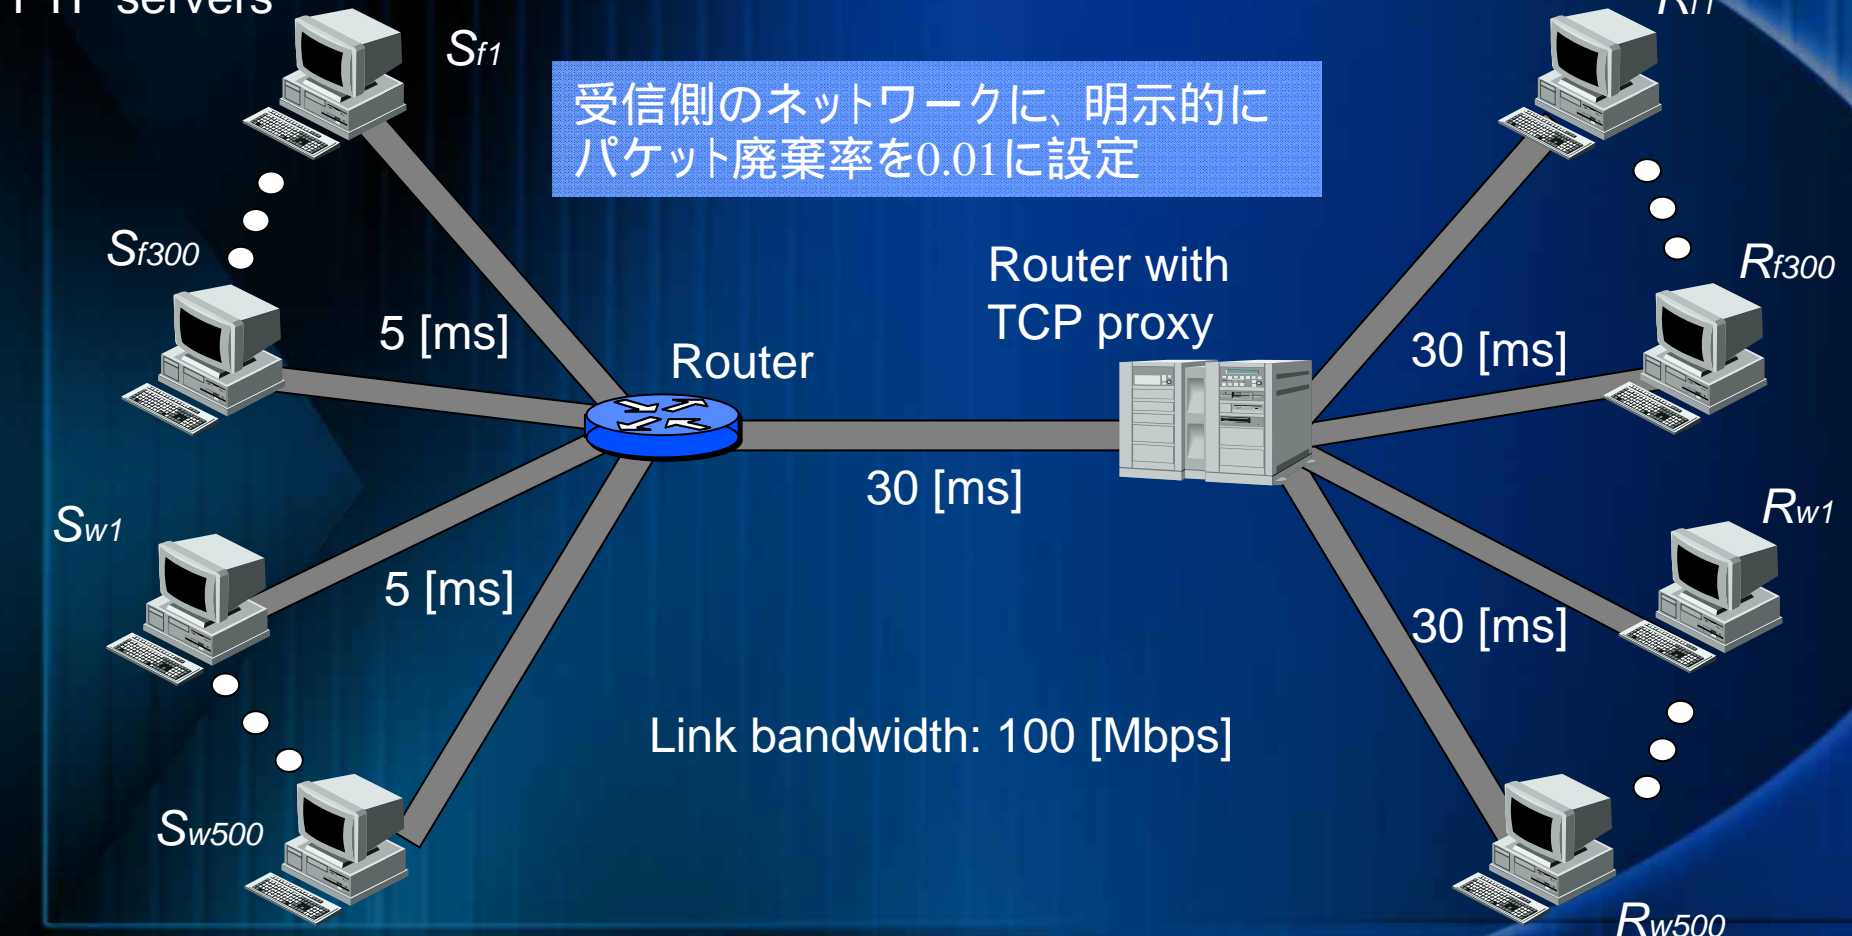 servers
Sf1
受信側のネットワークに、明示的に
パケット廃棄率を0.01に設定
Sf300
Rf300
Router with
TCP proxy
5 [ms]
Router
30 [ms]
30 [ms]
Sw1
Rw1
5 [ms]
30 [ms]
Link bandwidth: 100 [Mbps]
Sw500
Rw500